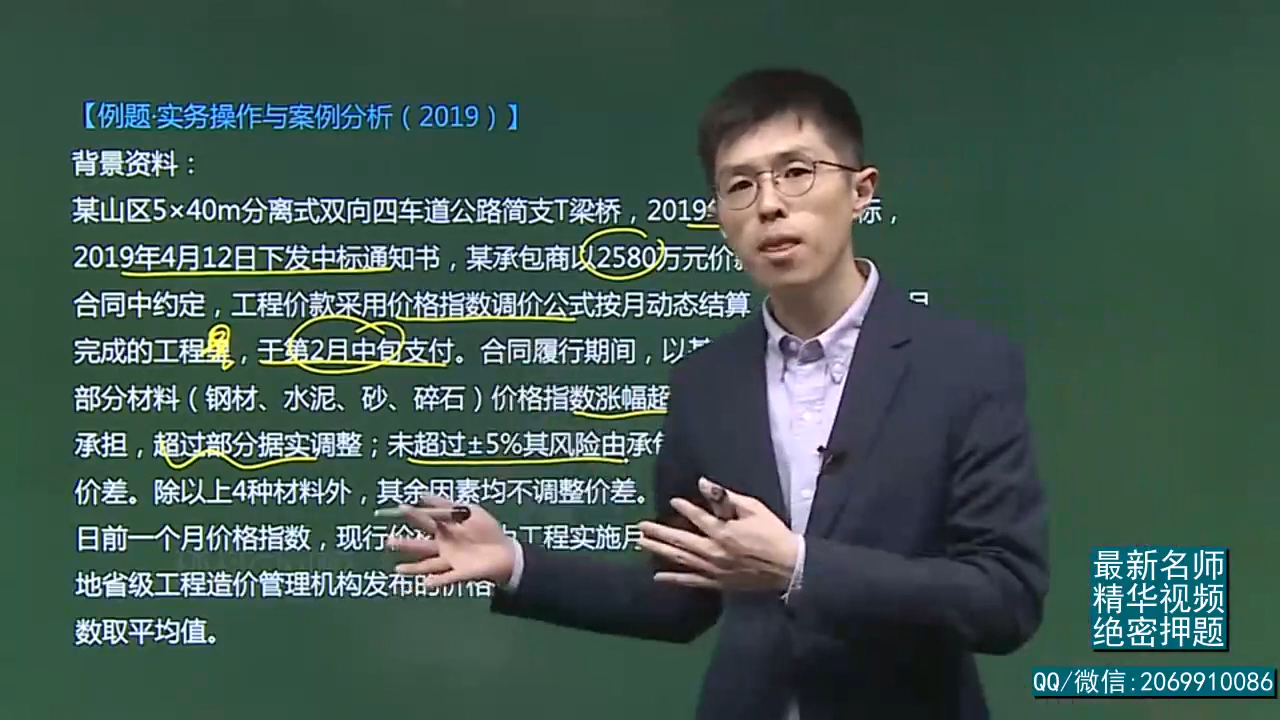 【例题·实务操作与案例分析（2019）】
背景资料：
某山区5×40m分离式双向四车道公路简支T梁桥，2019 标，
2019年4月12日下发中标通知书，某承包商以2580万元价
合同中约定，工程价款采用价格指数调价公式按月动态结算
完成的工程量，于第2月中旬支付。合同履行期间，以
部分材料（钢材、水泥、砂、碎石）价格指数涨幅超
承担，超过部分据实调整；未超过±5%其风险由承
价差。除以上4种材料外，其余因素均不调整价差。
日前一个月价格指数，现行价 工程实施月
地省级工程造价管理机构发布的价格
数取平均值。
最新名师
精华视频
绝密押题
QQ/微信:2069910086